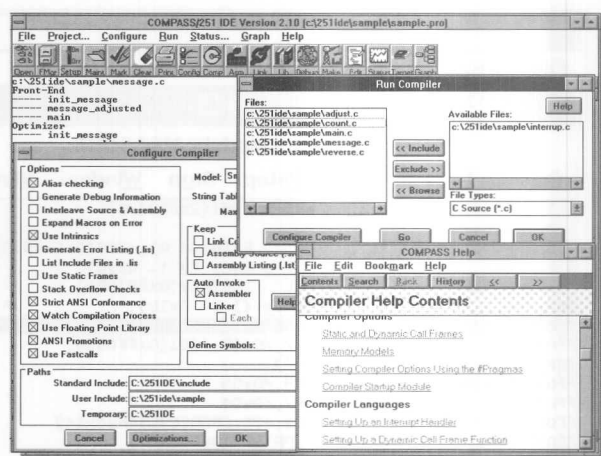 COMPASS/251 IDE Version 2.10 [c:\251ide\sample\sample.pro]
File Project... Configure Run Status... Graph Help
Open FMgr Setup Mains Mark Clear Print Config Comp Link Lib Debug Make Edit Status Target Graph
c:\251ide\sample\message.c
Front-End
----- init_message
----- message_adjusted
----- main
Optimizer
----- init_message
Run Compiler
Files:
c:\251ide\sample\adjust.c
c:\251ide\sample\count.c
c:\251ide\sample\main.c
c:\251ide\sample\message.c
c:\251ide\sample\reverse.c
<< Include
Exclude >>
<< Browse
Help
Available Files:
c:\251ide\sample\interrup.c
File Types:
C Source (*.c)
Configure Compiler Go Cancel OK
Configure Compiler
Options
Alias checking
Generate Debug Information
Interleave Source & Assembly
Expand Macros on Error
Use Intrinsics
Generate Error Listing (.lis)
List Include Files in .lis
Use Static Frames
Stack Overflow Checks
Strict ANSI Conformance
Watch Compilation Process
Use Floating Point Library
ANSI Promotions
Use Fastcalls
Model:
String Tabl
Max
Keep
Link Co
Assembly Source (.
Assembly Listing (.lst
Auto Invoke
Assembler
Linker
Each
Help
Define Symbols:
Paths
Standard Include: C:\251IDE\include
User Include: c:\251ide\sample
Temporary: C:\251IDE
Cancel Optimizations... OK
COMPASS Help
File Edit Bookmark Help
Contents Search Back History << >>
Compiler Help Contents
Compiler Options
Static and Dynamic Call Frames
Memory Models
Setting Compiler Options Using the #Pragmas
Compiler Startup Module
Compiler Languages
Setting Up an Interrupt Handler
Setting Up a Dynamic Call Frame Function